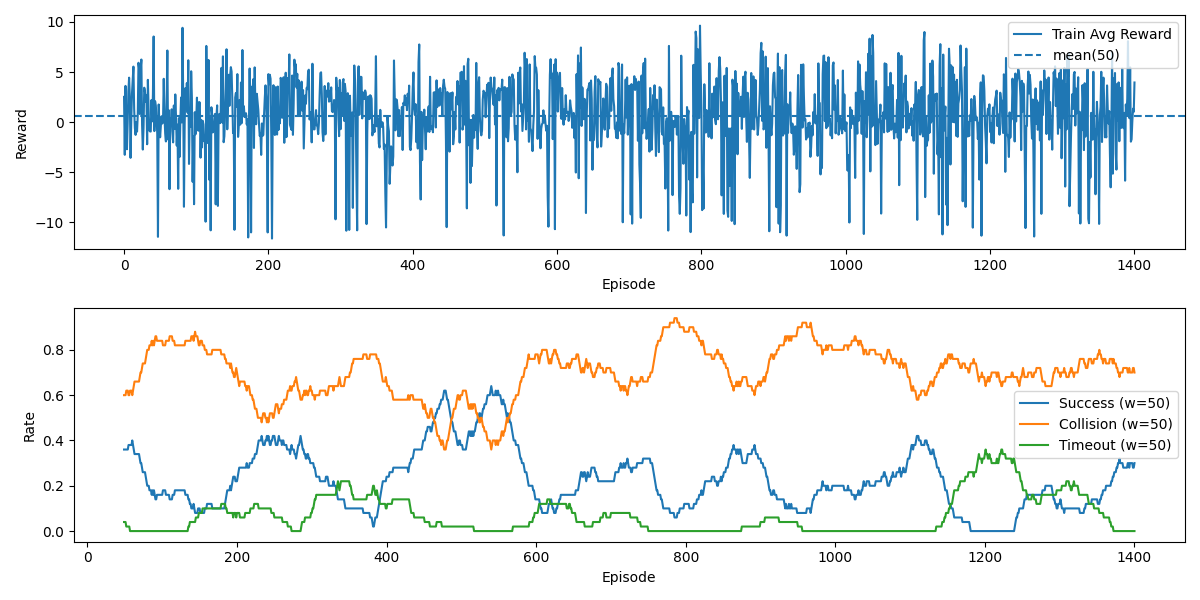 10
5
0
−5
−10
Reward
Train Avg Reward
mean(50)
0 200 400 600 800 1000 1200 1400
Episode
0.8
0.6
0.4
0.2
0.0
Rate
Success (w=50)
Collision (w=50)
Timeout (w=50)
0 200 400 600 800 1000 1200 1400
Episode